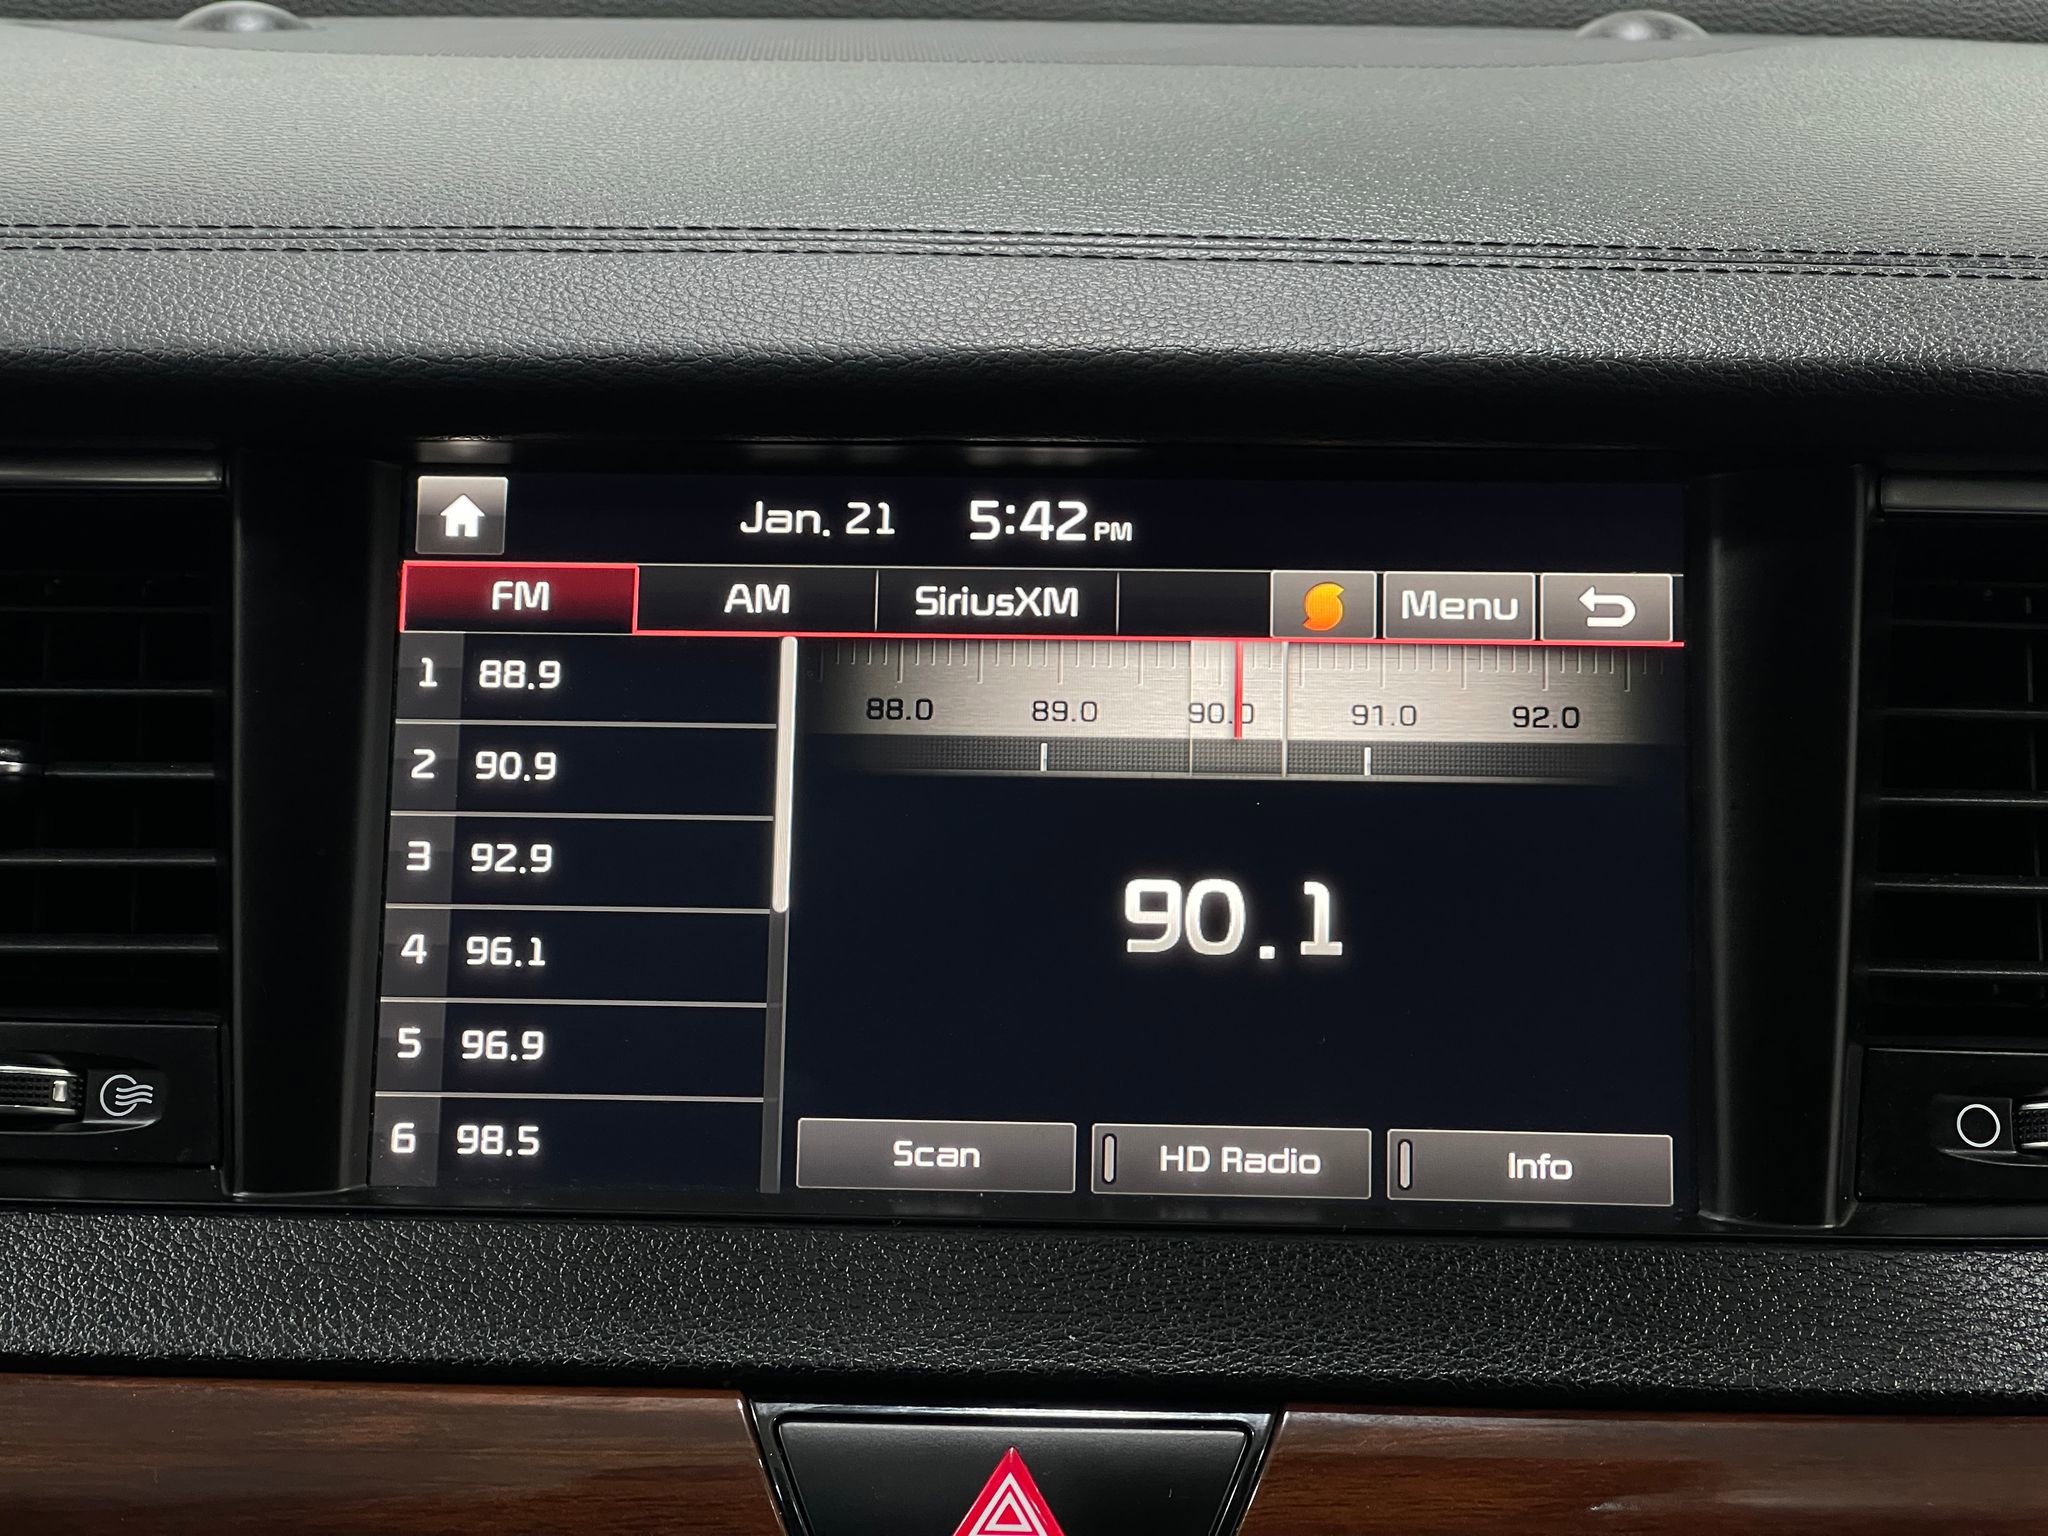 Jan. 21 5:42 PM
FM AM SiriusXM Menu
1 88.9
2 90.9
3 92.9
4 96.1
5 96.9
6 98.5
88.0 89.0 90.0 91.0 92.0
90.1
Scan HD Radio Info